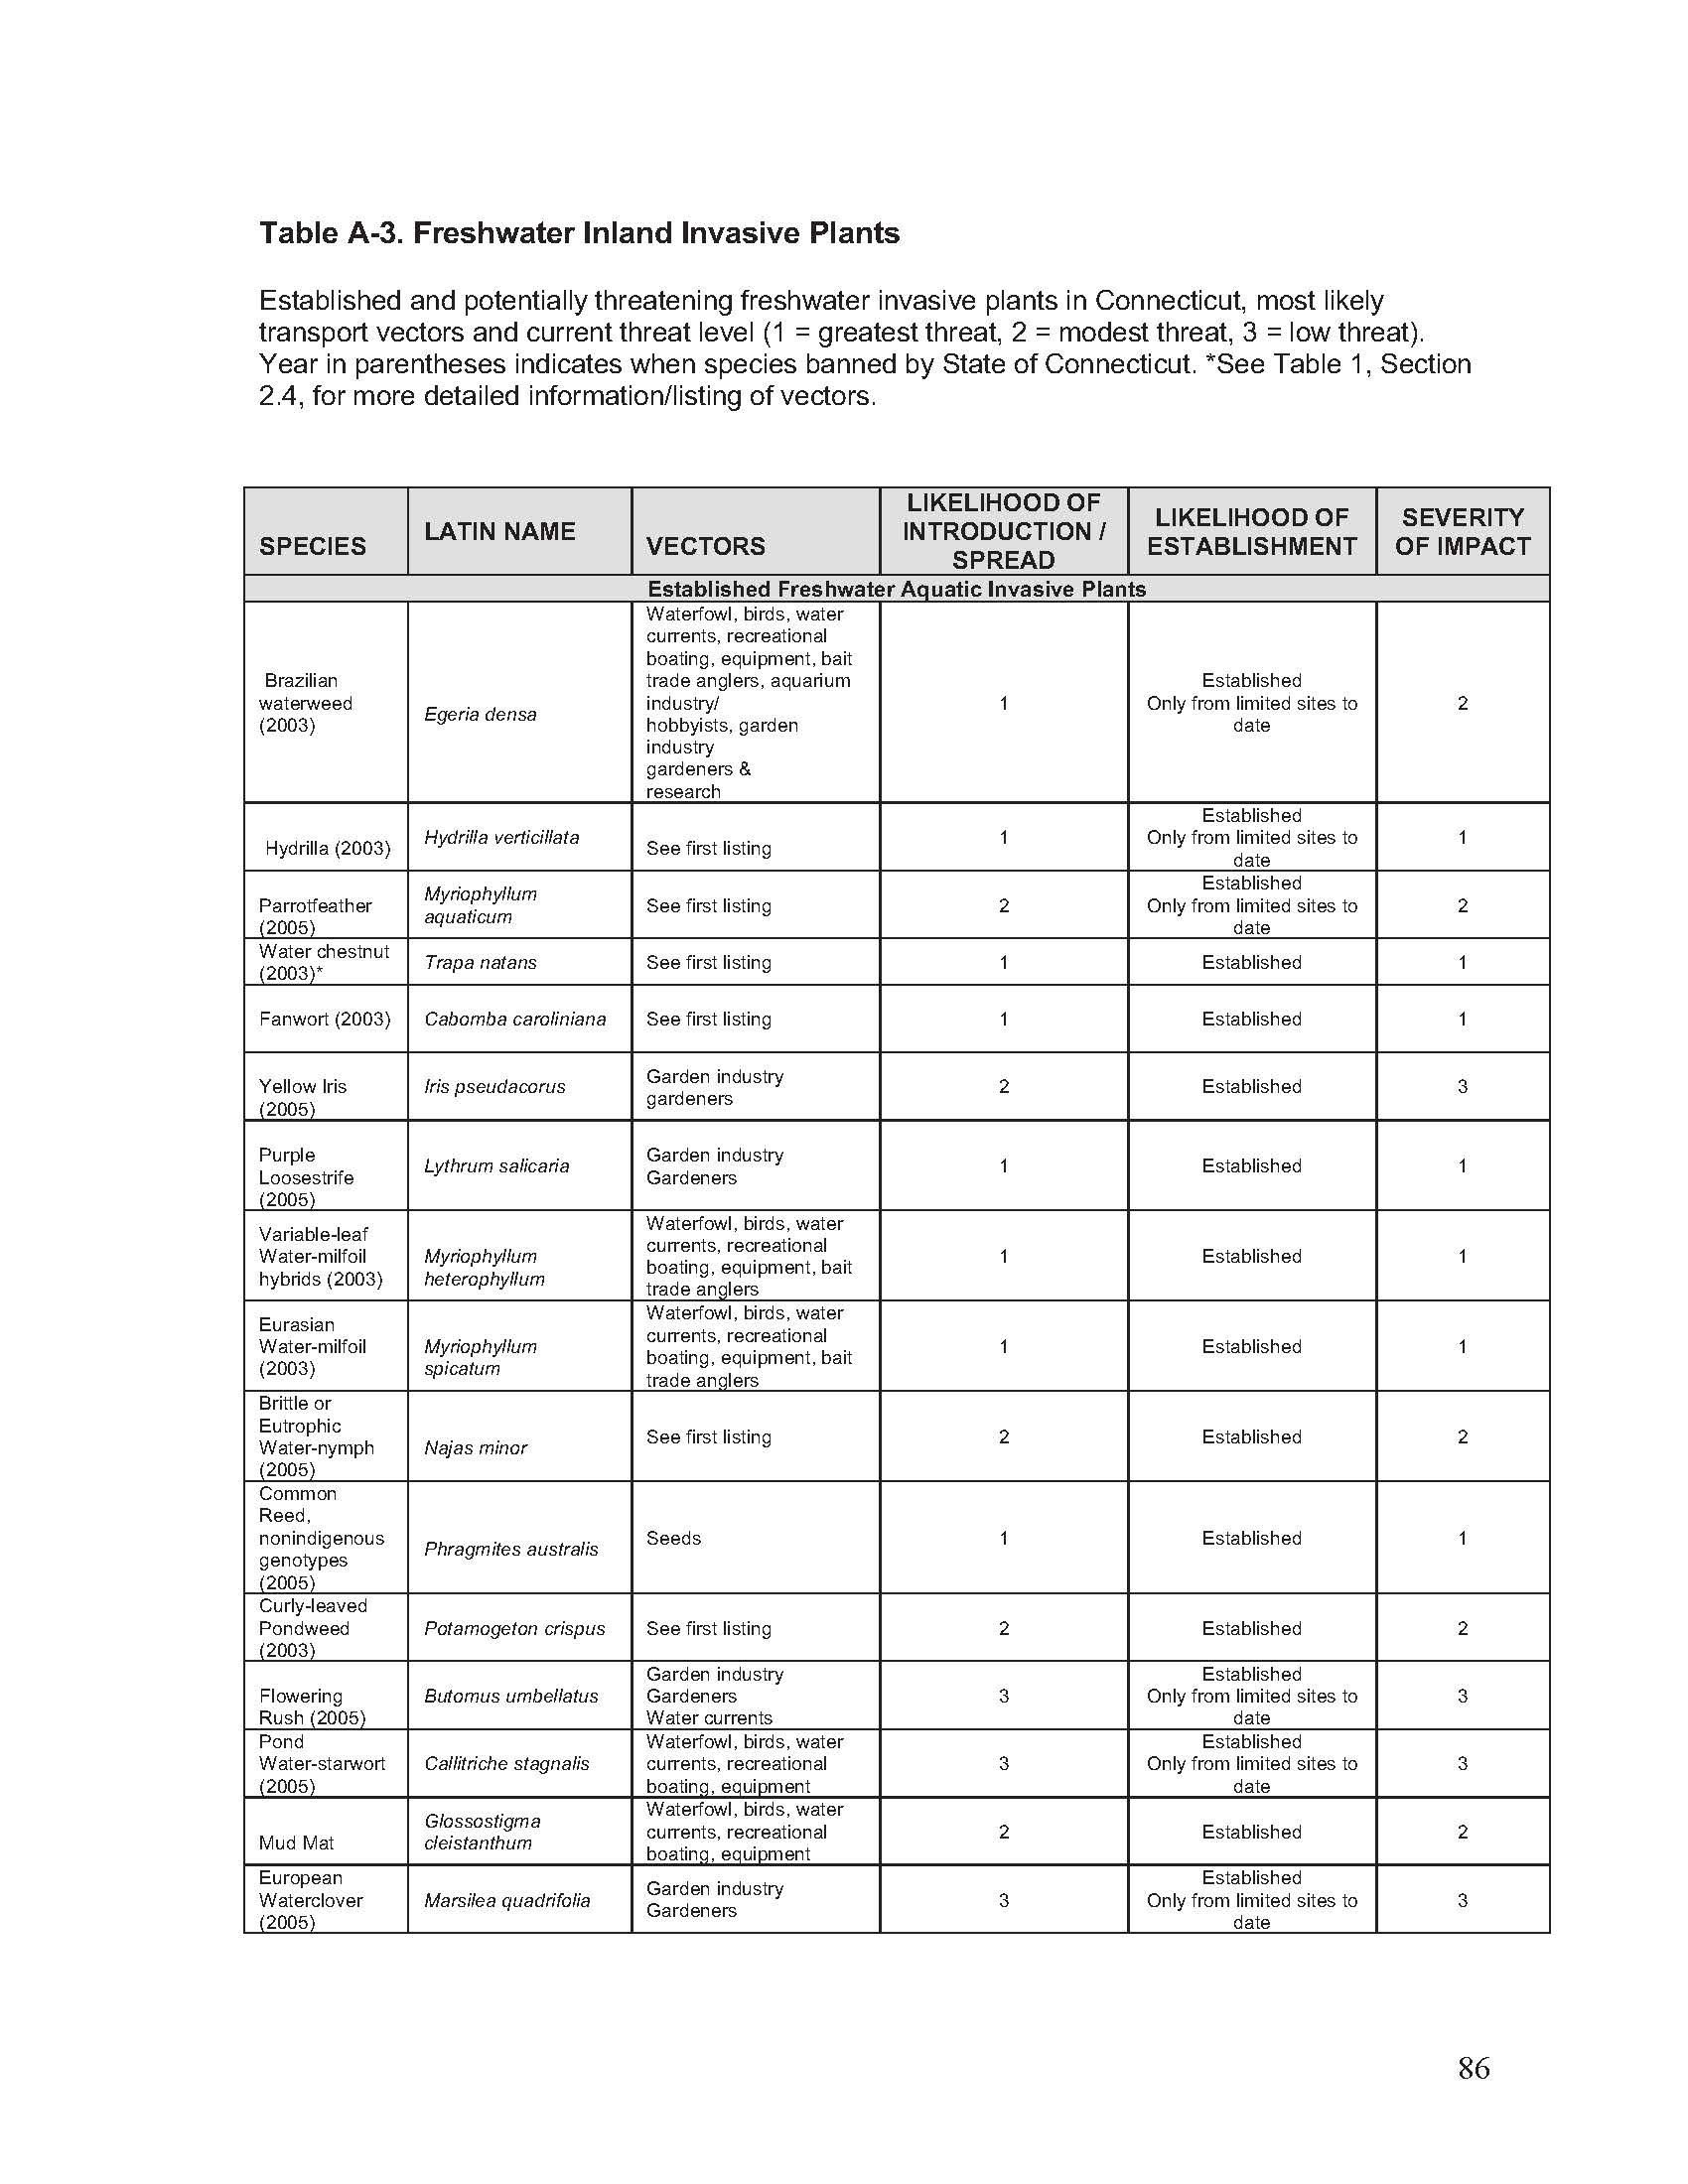 Table A-3. Freshwater Inland Invasive Plants
Established and potentially threatening freshwater invasive plants in Connecticut, most likely
transport vectors and current threat level (1 = greatest threat, 2 = modest threat, 3 = low threat).
Year in parentheses indicates when species banned by State of Connecticut. *See Table 1, Section
2.4, for more detailed information/listing of vectors.
SPECIES
LATIN NAME
VECTORS
LIKELIHOOD OF
INTRODUCTION /
SPREAD
LIKELIHOOD OF
ESTABLISHMENT
SEVERITY
OF IMPACT
Established Freshwater Aquatic Invasive Plants
Brazilian
waterweed
(2003)
Egeria densa
Waterfowl, birds, water
currents, recreational
boating, equipment, bait
trade anglers, aquarium
industry/
hobbyists, garden
industry
gardeners &
research
1
Established
Only from limited sites to
date
2
Hydrilla (2003)
Hydrilla verticillata
See first listing
1
Established
Only from limited sites to
date
1
Parrotfeather
(2005)
Myriophyllum
aquaticum
See first listing
2
Established
Only from limited sites to
date
2
Water chestnut
(2003)*
Trapa natans
See first listing
1
Established
1
Fanwort (2003)
Cabomba caroliniana
See first listing
1
Established
1
Yellow Iris
(2005)
Iris pseudacorus
Garden industry
gardeners
2
Established
3
Purple
Loosestrife
(2005)
Lythrum salicaria
Garden industry
Gardeners
1
Established
1
Variable-leaf
Water-milfoil
hybrids (2003)
Myriophyllum
heterophyllum
Waterfowl, birds, water
currents, recreational
boating, equipment, bait
trade anglers
1
Established
1
Eurasian
Water-milfoil
(2003)
Myriophyllum
spicatum
Waterfowl, birds, water
currents, recreational
boating, equipment, bait
trade anglers
1
Established
1
Brittle or
Eutrophic
Water-nymph
(2005)
Najas minor
See first listing
2
Established
2
Common
Reed,
nonindigenous
genotypes
(2005)
Phragmites australis
Seeds
1
Established
1
Curly-leaved
Pondweed
(2003)
Potamogeton crispus
See first listing
2
Established
2
Flowering
Rush (2005)
Butomus umbellatus
Garden industry
Gardeners
Water currents
3
Established
Only from limited sites to
date
3
Pond
Water-starwort
(2005)
Callitriche stagnalis
Waterfowl, birds, water
currents, recreational
boating, equipment
3
Established
Only from limited sites to
date
3
Mud Mat
Glossostigma
cleistanthum
Waterfowl, birds, water
currents, recreational
boating, equipment
2
Established
2
European
Waterclover
(2005)
Marsilea quadrifolia
Garden industry
Gardeners
3
Established
Only from limited sites to
date
3
86